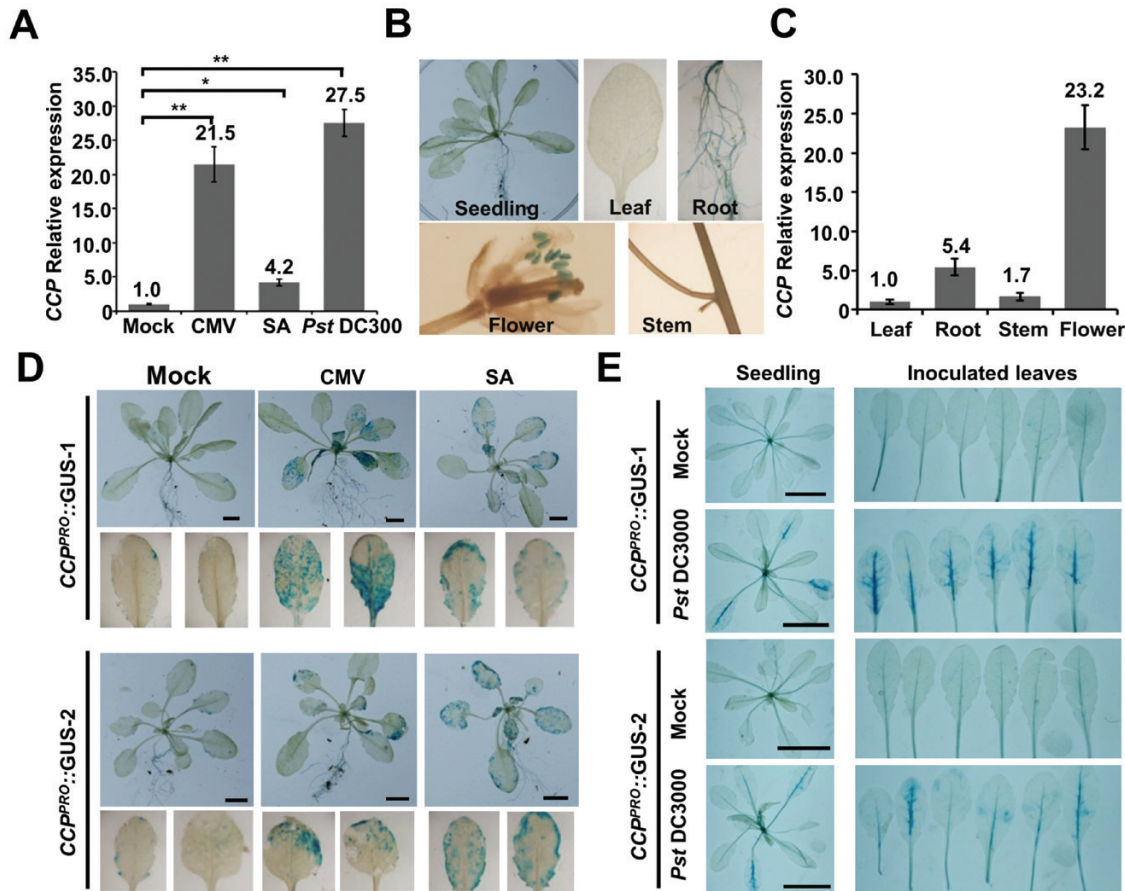 A
CCP Relative expression
35.0
30.0
25.0
20.0
15.0
10.0
5.0
0.0
**
*
**
1.0
21.5
4.2
27.5
Mock CMV SA Pst DC300
B
Seedling Leaf Root
Flower Stem
C
CCP Relative expression
30.0
25.0
20.0
15.0
10.0
5.0
0.0
1.0
5.4
1.7
23.2
Leaf Root Stem Flower
D
Mock CMV SA
CCPᴾᴿᴼ::GUS-1
CCPᴾᴿᴼ::GUS-2
E
Seedling Inoculated leaves
CCPᴾᴿᴼ::GUS-1
Mock
Pst DC3000
CCPᴾᴿᴼ::GUS-2
Mock
Pst DC3000